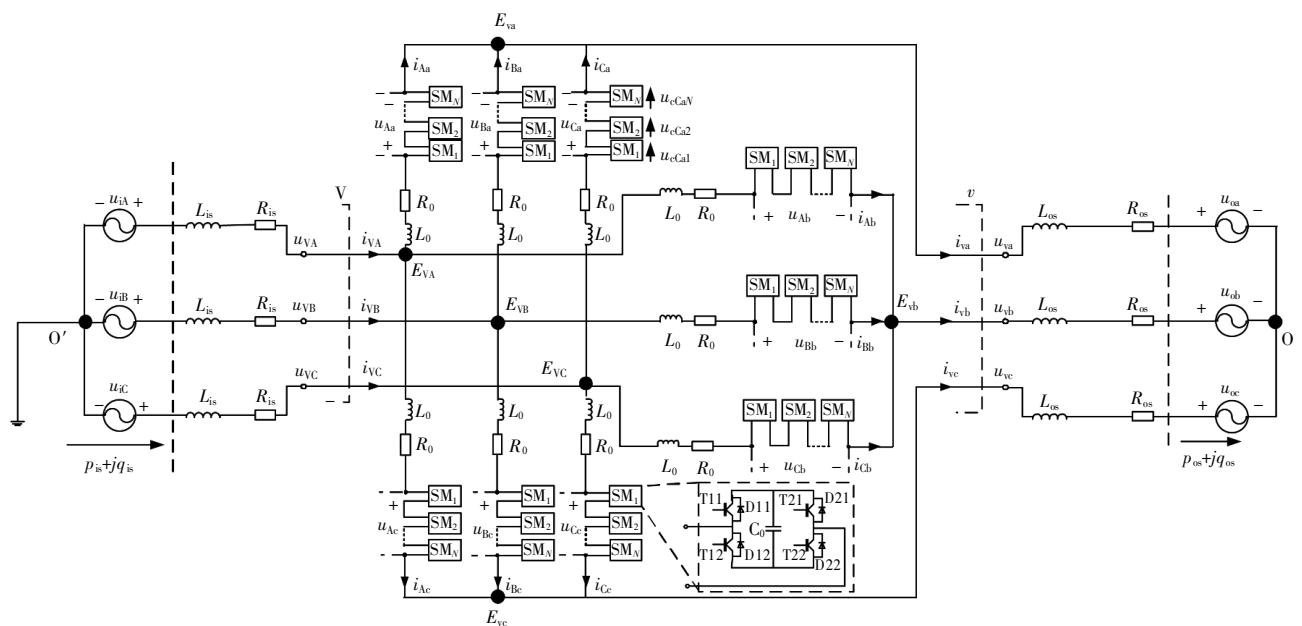 E_va
i_Aa i_Ba i_Ca
− SM_N − SM_N − SM_N u_cCaN
− − −
u_Aa SM_2 u_Ba SM_2 u_Ca SM_2 u_cCa2
+ SM_1 + SM_1 + SM_1 u_cCa1
− − −
SM_1 SM_2 SM_N
R_0 R_0 R_0 L_0 R_0 + u_Ab − i_Ab
V v
− u_iA + L_is R_is u_VA i_VA L_0 L_0 L_0 i_va u_va L_os R_os + u_oa −
E_VA
SM_1 SM_2 SM_N
− u_iB + L_is R_is u_VB i_VB E_VB E_vb i_vb u_vb L_os R_os + u_ob −
O′ L_0 R_0 + u_Bb − i_Bb O
− u_iC + L_is R_is u_VC i_VC E_VC i_vc u_vc L_os R_os + u_oc −
−
L_0 L_0 L_0
SM_1 SM_2 SM_N
R_0 R_0 R_0 L_0 R_0 + u_Cb − i_Cb
p_is+jq_is p_os+jq_os
SM_1 SM_1 SM_1
+ + +
u_Ac SM_2 u_Bc SM_2 u_Cc SM_2
− SM_N − SM_N − SM_N
T11 D11 T21 D21
C_0
T12 D12 T22 D22
i_Ac i_Bc i_Cc
E_vc